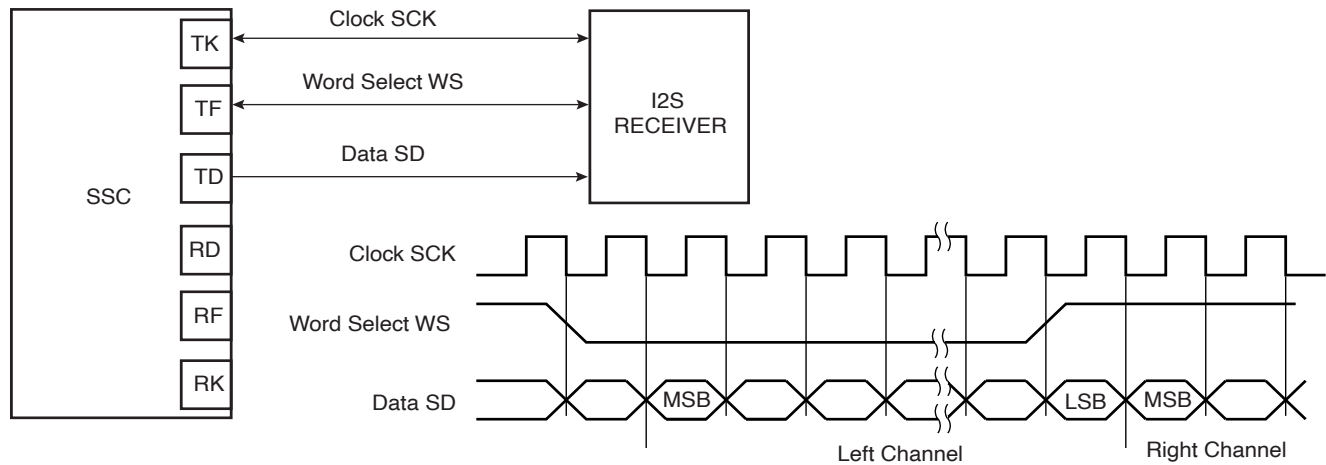 Clock SCK
TK
Word Select WS
TF
I2S
RECEIVER
Data SD
TD
SSC
RD
RF
RK
Clock SCK
Word Select WS
Data SD
MSB
LSB
MSB
Left Channel
Right Channel